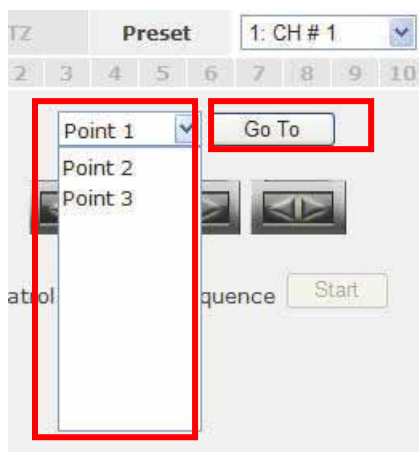 TZ Preset 1: CH # 1
2 3 4 5 6 7 8 9 10
Point 1 Go To
Point 2
Point 3
atrol quence Start